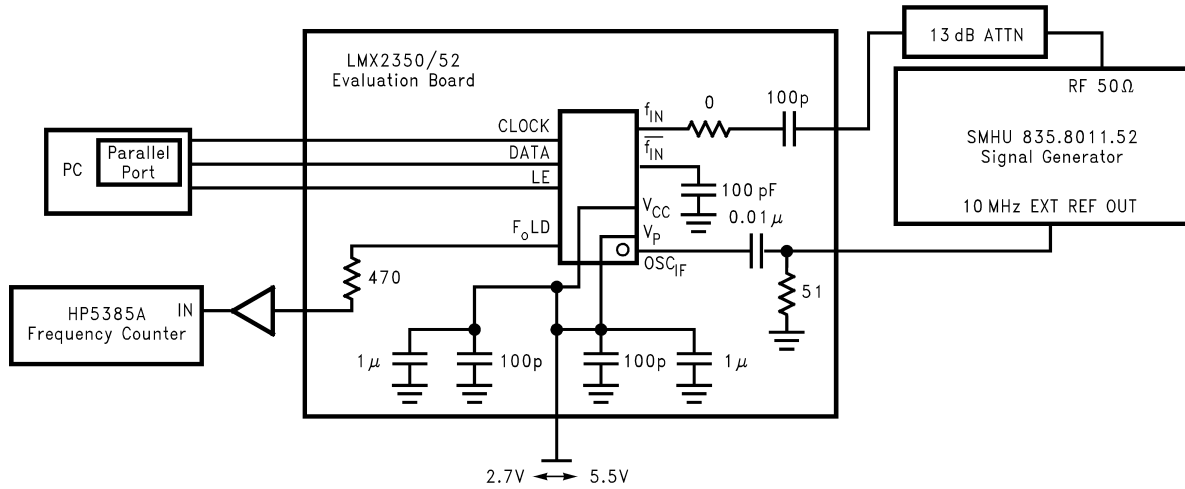 13 dB ATTN
LMX2350/52
Evaluation Board
RF 50Ω
SMHU 835.8011.52
Signal Generator
10 MHz EXT REF OUT
PC
Parallel
Port
CLOCK
DATA
LE
FoLD
fIN
fIN
VCC
VP
OSCIF
0
100p
100 pF
0.01μ
51
470
HP5385A
Frequency Counter
IN
1μ
100p
100p
1μ
2.7V
5.5V